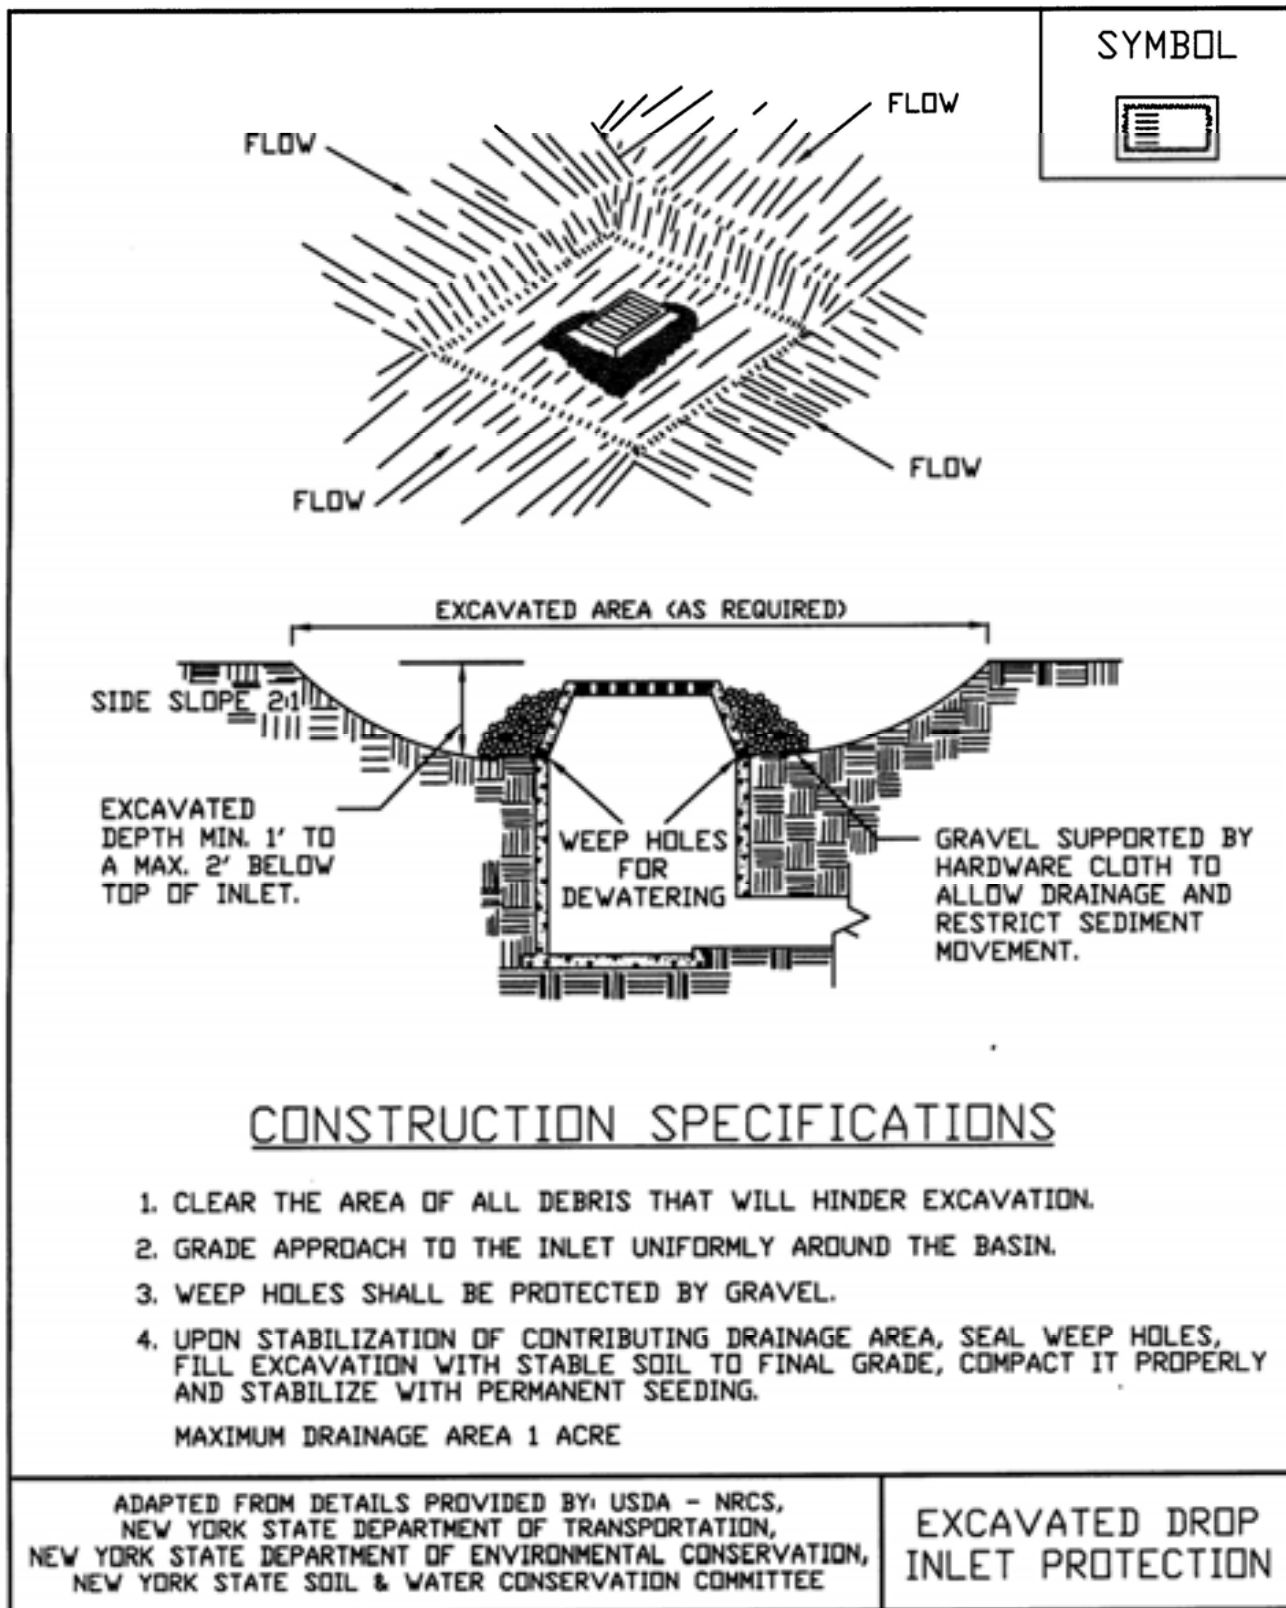 SYMBOL
FLOW
FLOW
FLOW
FLOW
EXCAVATED AREA (AS REQUIRED)
SIDE SLOPE 2:1
EXCAVATED
DEPTH MIN. 1' TO
A MAX. 2' BELOW
TOP OF INLET.
WEEP HOLES
FOR
DEWATERING
GRAVEL SUPPORTED BY
HARDWARE CLOTH TO
ALLOW DRAINAGE AND
RESTRICT SEDIMENT
MOVEMENT.
CONSTRUCTION SPECIFICATIONS
1. CLEAR THE AREA OF ALL DEBRIS THAT WILL HINDER EXCAVATION.
2. GRADE APPROACH TO THE INLET UNIFORMLY AROUND THE BASIN.
3. WEEP HOLES SHALL BE PROTECTED BY GRAVEL.
4. UPON STABILIZATION OF CONTRIBUTING DRAINAGE AREA, SEAL WEEP HOLES,
FILL EXCAVATION WITH STABLE SOIL TO FINAL GRADE, COMPACT IT PROPERLY
AND STABILIZE WITH PERMANENT SEEDING.
MAXIMUM DRAINAGE AREA 1 ACRE
ADAPTED FROM DETAILS PROVIDED BY: USDA - NRCS,
NEW YORK STATE DEPARTMENT OF TRANSPORTATION,
NEW YORK STATE DEPARTMENT OF ENVIRONMENTAL CONSERVATION,
NEW YORK STATE SOIL & WATER CONSERVATION COMMITTEE
EXCAVATED DROP
INLET PROTECTION